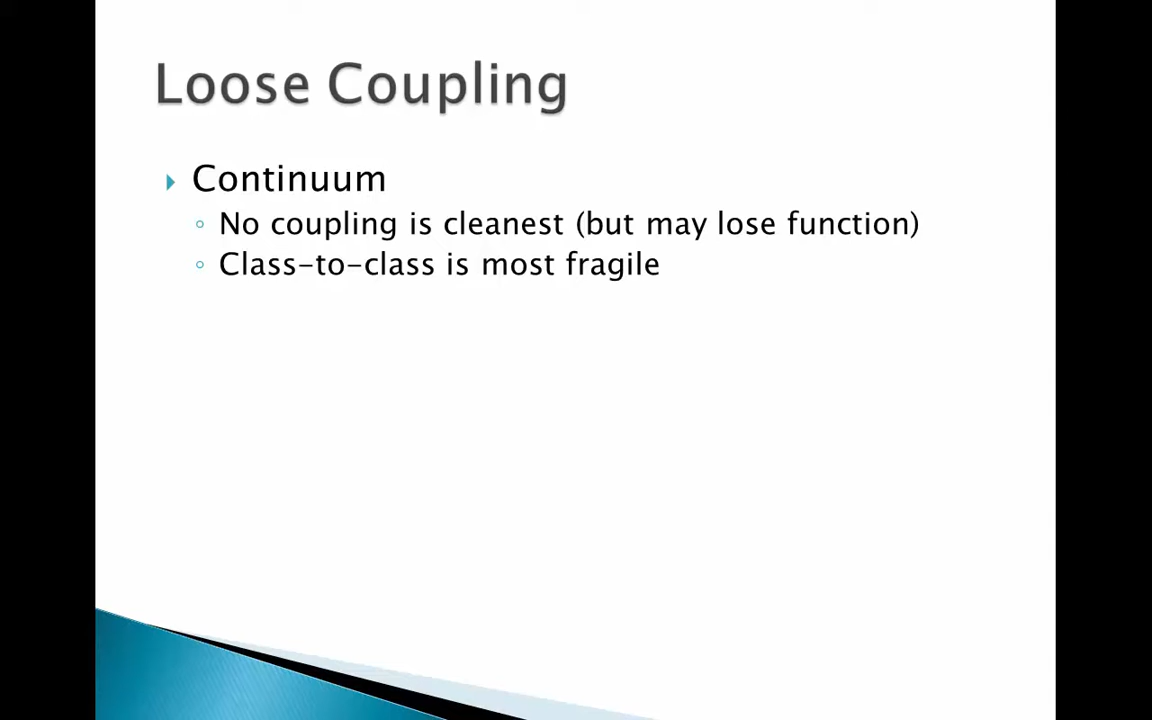 Loose Coupling
Continuum
No coupling is cleanest (but may lose function)
Class-to-class is most fragile